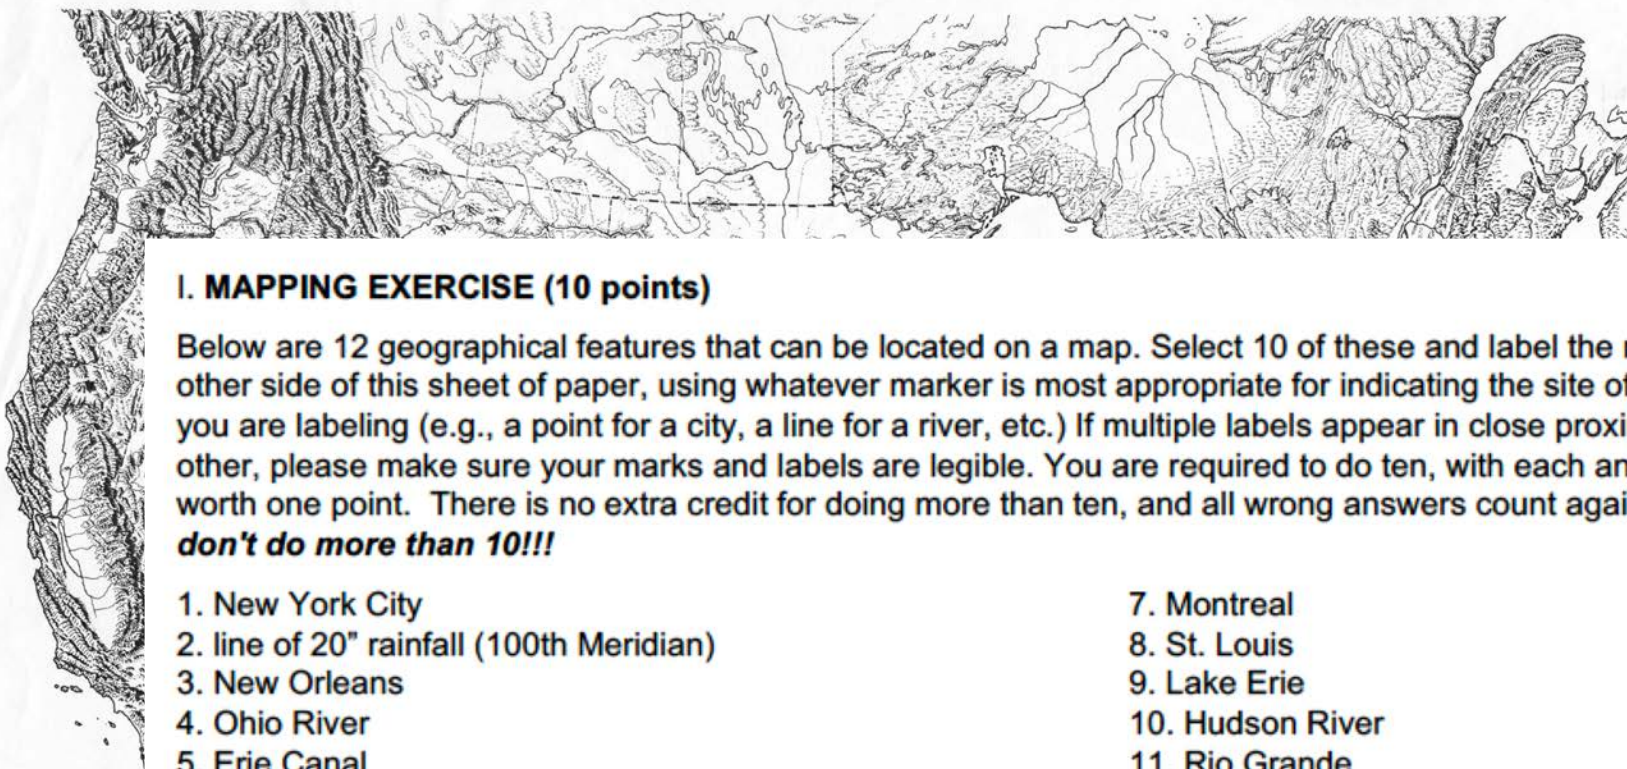 I. MAPPING EXERCISE (10 points)
Below are 12 geographical features that can be located on a map. Select 10 of these and label the
other side of this sheet of paper, using whatever marker is most appropriate for indicating the site of
you are labeling (e.g., a point for a city, a line for a river, etc.) If multiple labels appear in close
other, please make sure your marks and labels are legible. You are required to do ten, with each
worth one point. There is no extra credit for doing more than ten, and all wrong answers count
don't do more than 10!!!
1. New York City
2. line of 20” rainfall (100th Meridian)
3. New Orleans
4. Ohio River
5. Erie Canal
7. Montreal
8. St. Louis
9. Lake Erie
10. Hudson River
11. Rio Grande